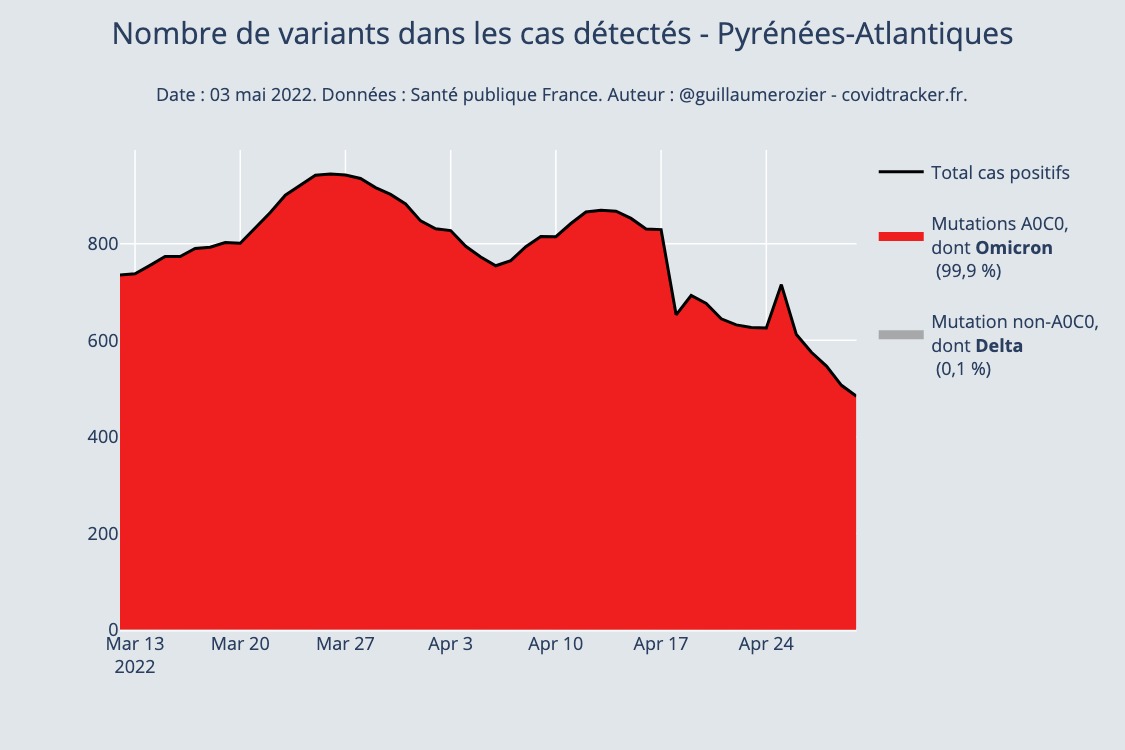 Nombre de variants dans les cas détectés - Pyrénées-Atlantiques
Date : 03 mai 2022. Données : Santé publique France. Auteur : @guillaumerozier - covidtracker.fr.
Total cas positifs
Mutations A0C0,
dont Omicron
(99,9 %)
Mutation non-A0C0,
dont Delta
(0,1 %)
800
600
400
200
0
Mar 13
2022
Mar 20
Mar 27
Apr 3
Apr 10
Apr 17
Apr 24